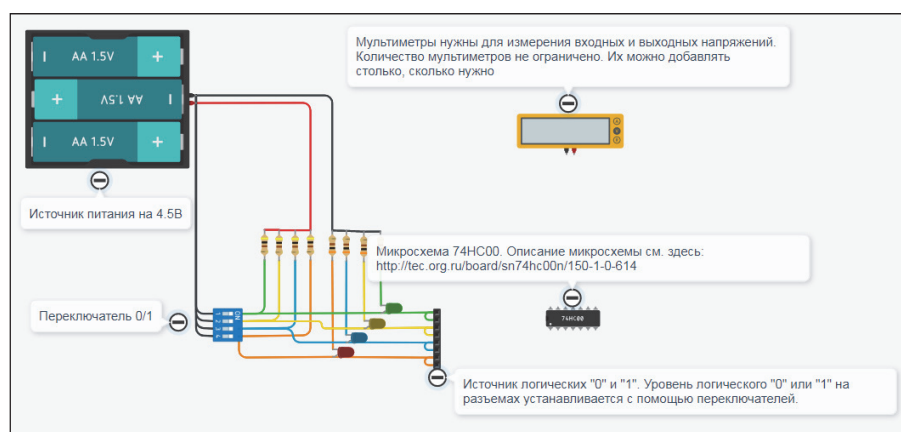 AA 1.5V
AA 1.5V
AA 1.5V
Мультиметры нужны для измерения входных и выходных напряжений.
Количество мультиметров не ограничено. Их можно добавлять
столько, сколько нужно
Источник питания на 4.5В
Микросхема 74HC00. Описание микросхемы см. здесь:
http://tec.org.ru/board/sn74hc00n/150-1-0-614
Переключатель 0/1
74HC00
Источник логических "0" и "1". Уровень логического "0" или "1" на
разъемах устанавливается с помощью переключателей.